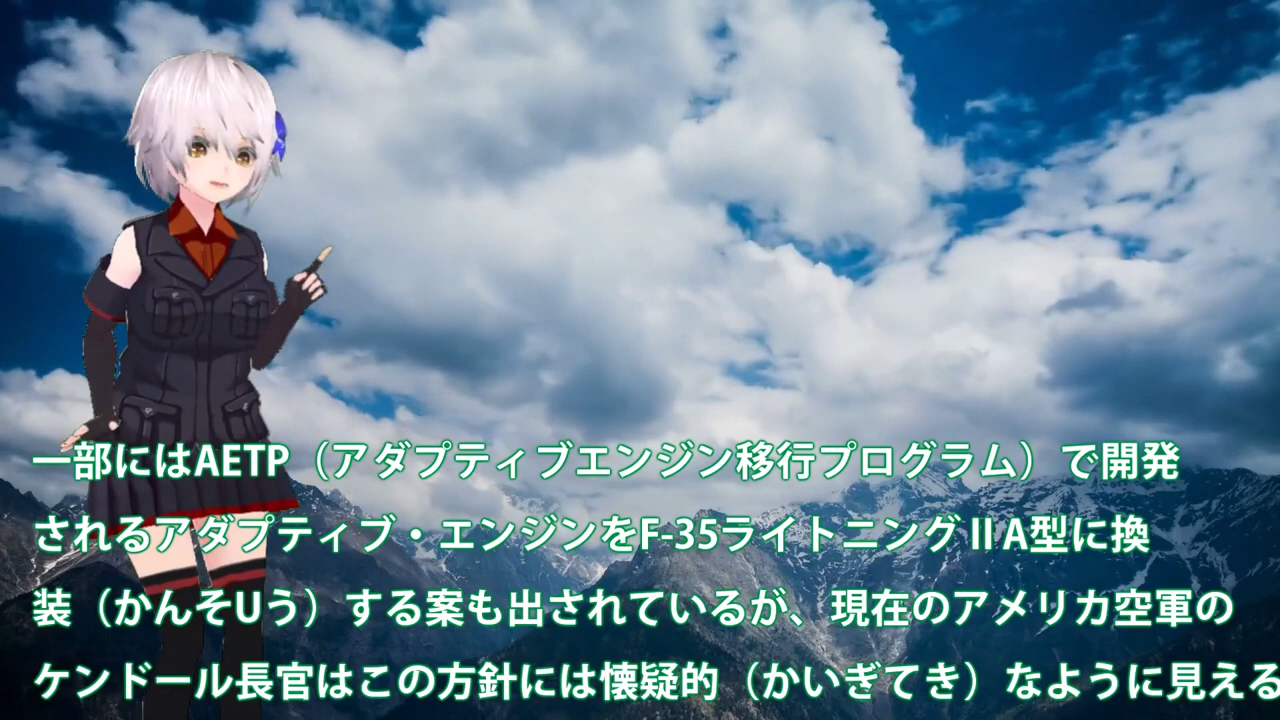 一部にはAETP（アダプティブエンジン移行プログラム）で開発
されるアダプティブ・エンジンをF-35ライトニングⅡA型に換
装（かんそUう）する案も出されているが、現在のアメリカ空軍の
ケンドール長官はこの方針には懐疑的（かいぎてき）なように見える